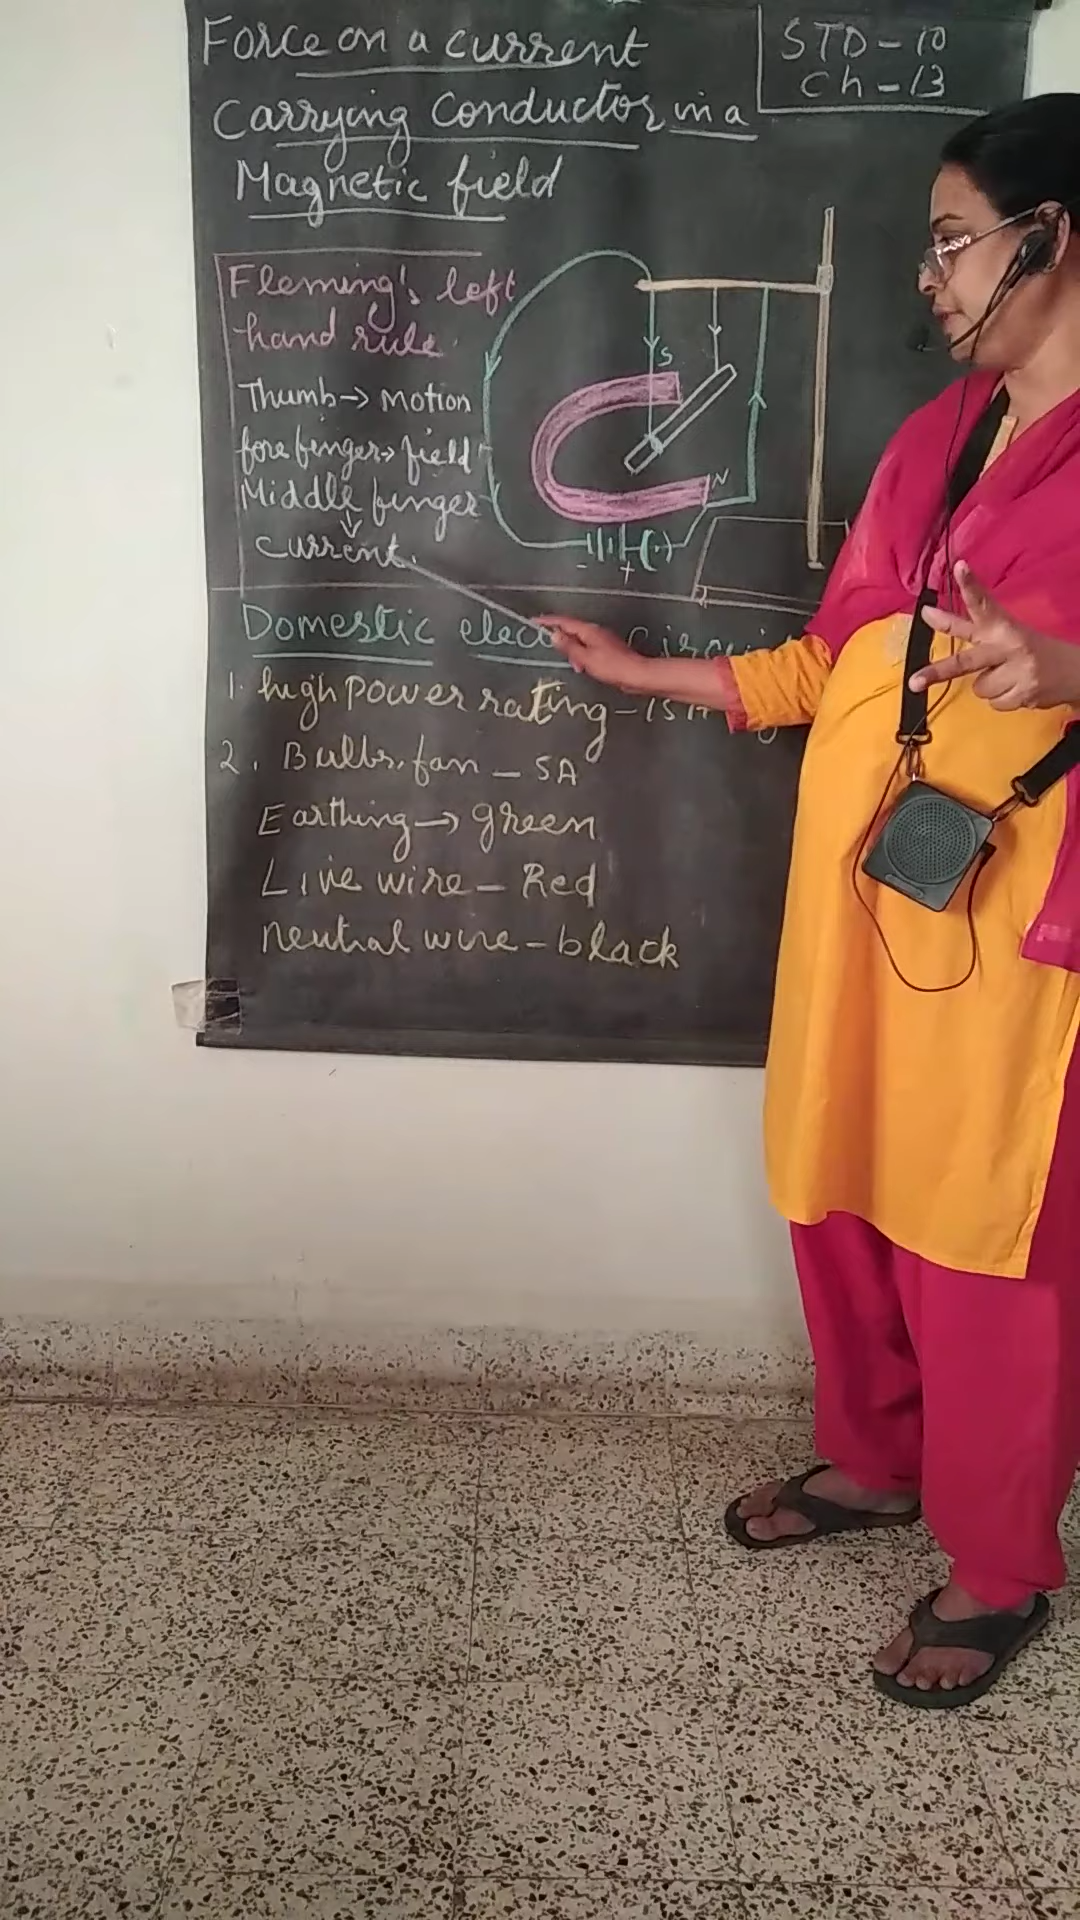 Force on a current
Carrying Conductor in a
Magnetic field
STD - 10
Ch - 13
Fleming's left
hand rule.
Thumb → Motion
fore finger → field
Middle finger
↓
current.
S
N
- +
Domestic
1. high power rating - 15A
2. Bulbs, fan - 5A
Earthing → green
Live wire - Red
neutral wire - black